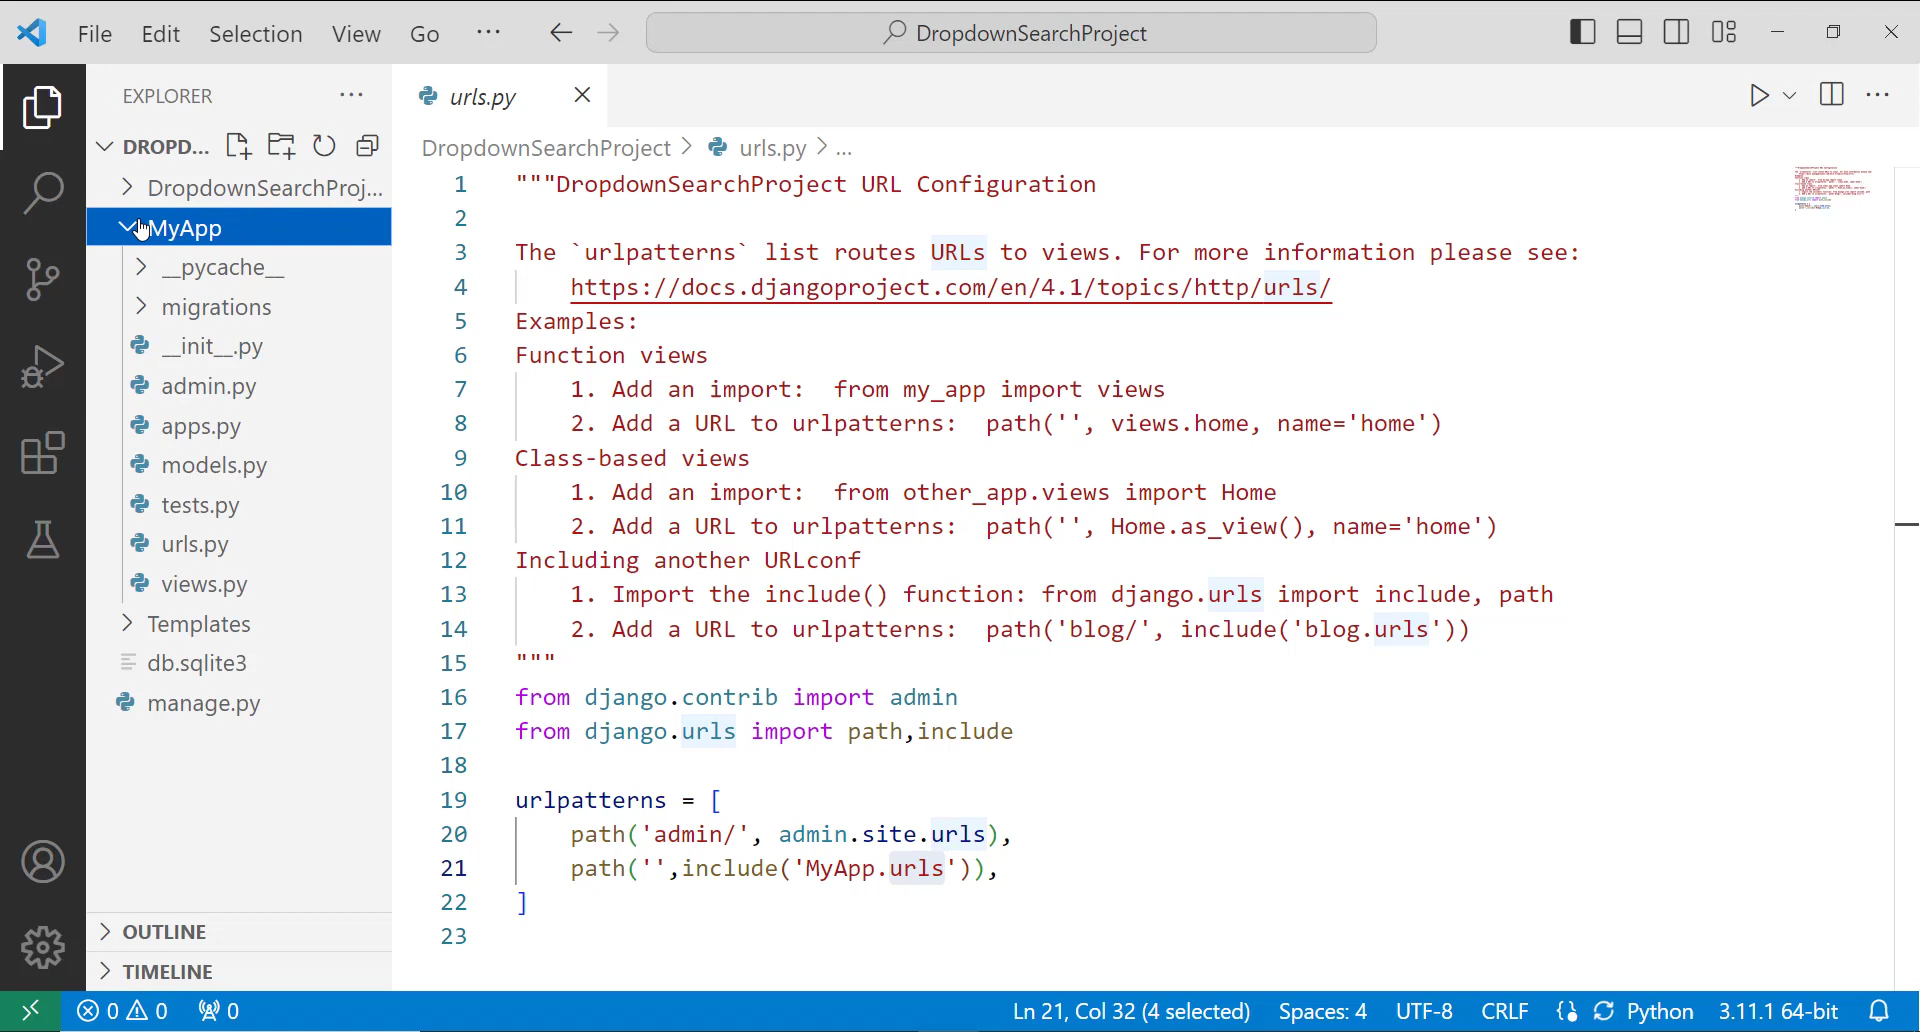 File Edit Selection View Go ··· DropdownSearchProject
EXPLORER ···
urls.py
DROPD...
DropdownSearchProject > urls.py > ...
DropdownSearchProj...
MyApp
__pycache__
migrations
__init__.py
admin.py
apps.py
models.py
tests.py
urls.py
views.py
Templates
db.sqlite3
manage.py
OUTLINE
TIMELINE
1 """DropdownSearchProject URL Configuration
2
3 The `urlpatterns` list routes URLs to views. For more information please see:
4     https://docs.djangoproject.com/en/4.1/topics/http/urls/
5 Examples:
6 Function views
7     1. Add an import:  from my_app import views
8     2. Add a URL to urlpatterns:  path('', views.home, name='home')
9 Class-based views
10     1. Add an import:  from other_app.views import Home
11     2. Add a URL to urlpatterns:  path('', Home.as_view(), name='home')
12 Including another URLconf
13     1. Import the include() function: from django.urls import include, path
14     2. Add a URL to urlpatterns:  path('blog/', include('blog.urls'))
15 """
16 from django.contrib import admin
17 from django.urls import path,include
18
19 urlpatterns = [
20     path('admin/', admin.site.urls),
21     path('',include('MyApp.urls')),
22 ]
23
0 0 0 Ln 21, Col 32 (4 selected) Spaces: 4 UTF-8 CRLF Python 3.11.1 64-bit